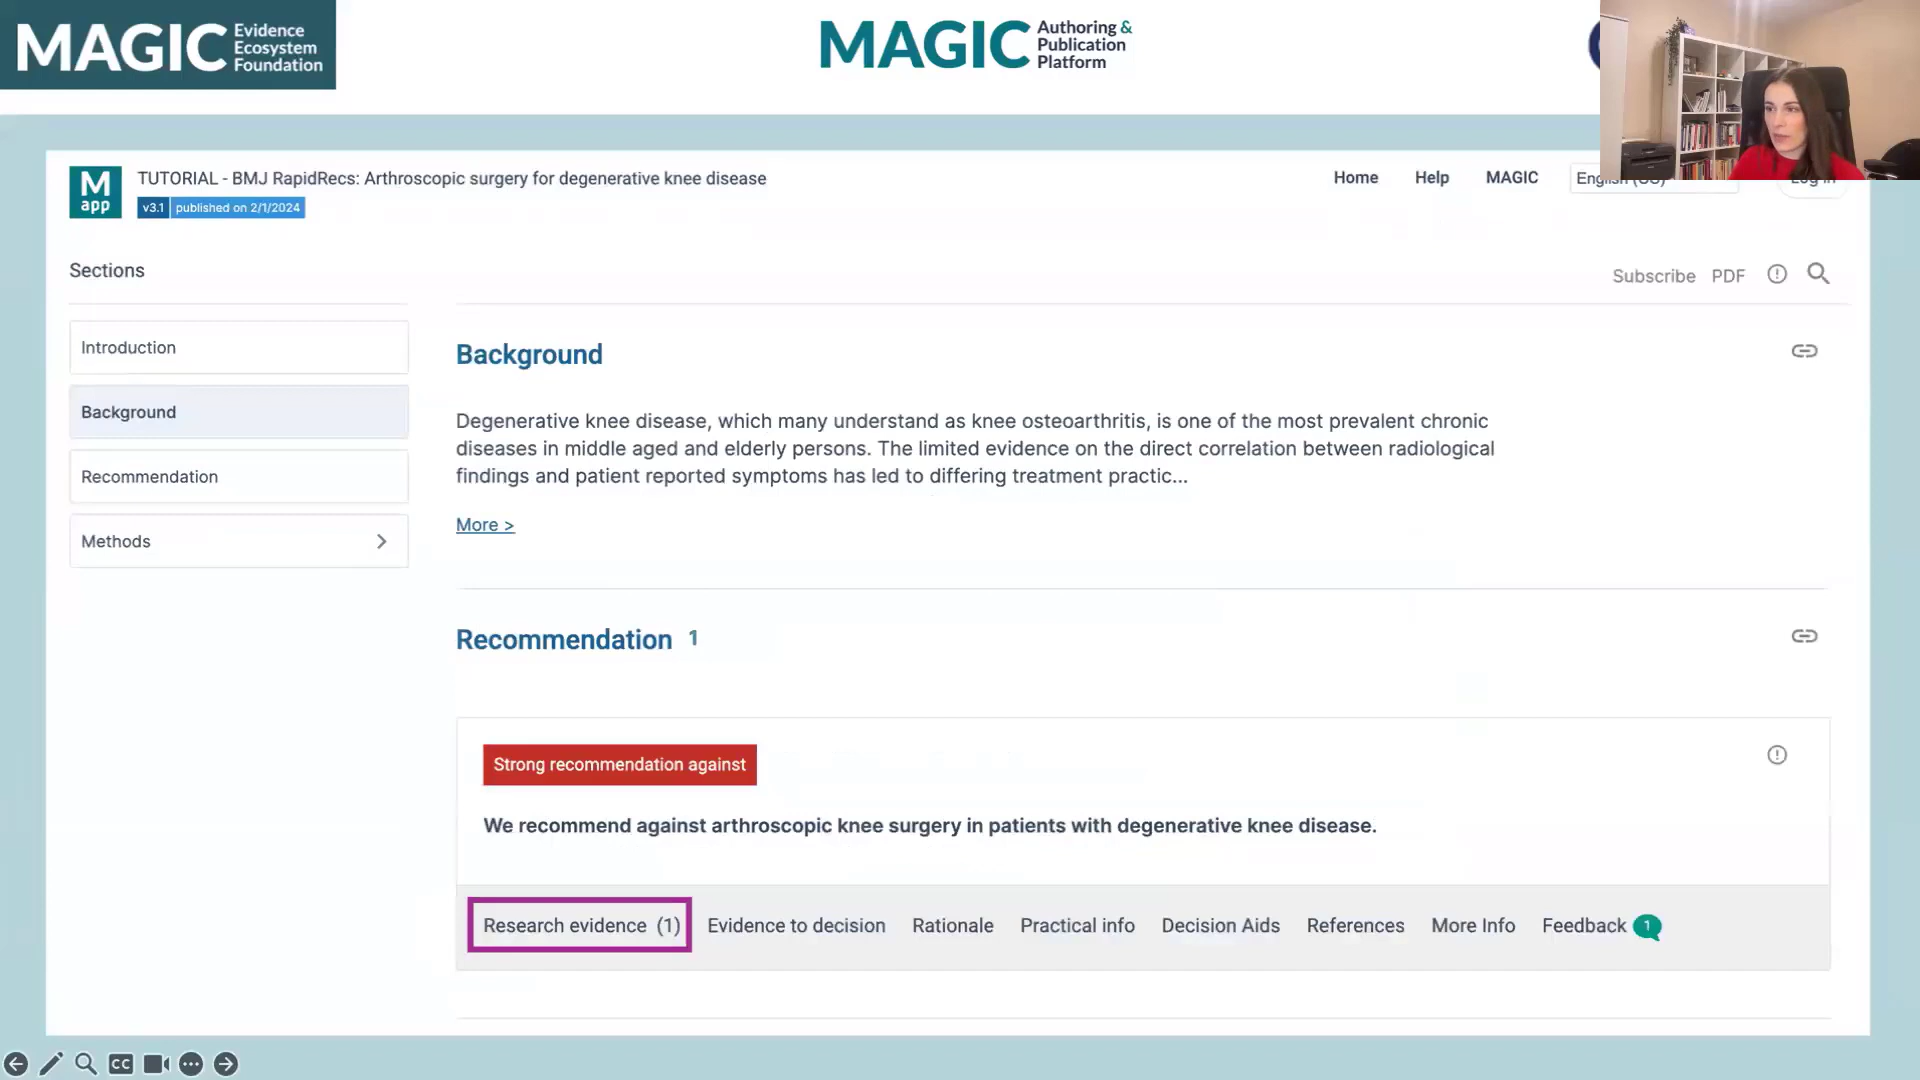 MAGIC Evidence
Ecosystem
Foundation
MAGIC Authoring &
Publication
Platform
M
app
TUTORIAL - BMJ RapidRecs: Arthroscopic surgery for degenerative knee disease
v3.1 published on 2/1/2024
Home Help MAGIC English (US) Log in
Sections
Subscribe PDF
Introduction
Background
Recommendation
Methods
Background
Degenerative knee disease, which many understand as knee osteoarthritis, is one of the most prevalent chronic
diseases in middle aged and elderly persons. The limited evidence on the direct correlation between radiological
findings and patient reported symptoms has led to differing treatment practic...
More >
Recommendation 1
Strong recommendation against
We recommend against arthroscopic knee surgery in patients with degenerative knee disease.
Research evidence (1) Evidence to decision Rationale Practical info Decision Aids References More Info Feedback 1
CC